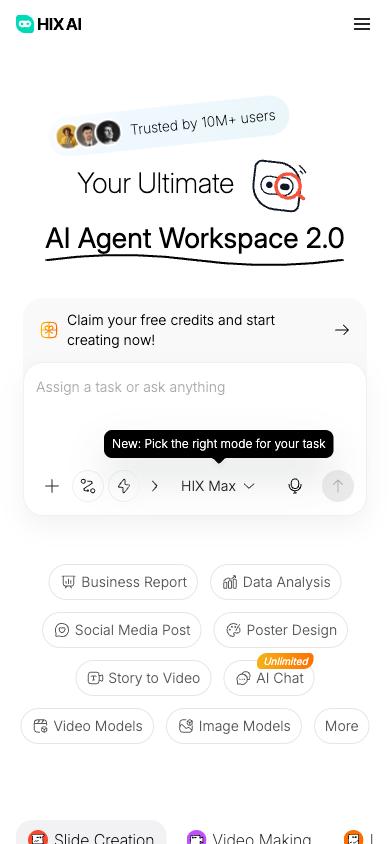 HIX AI
Trusted by 10M+ users
Your Ultimate
AI Agent Workspace 2.0
Claim your free credits and start
creating now!
Assign a task or ask anything
New: Pick the right mode for your task
HIX Max
Business Report
Data Analysis
Social Media Post
Poster Design
Unlimited
Story to Video
AI Chat
Video Models
Image Models
More
Slide Creation
Video Making